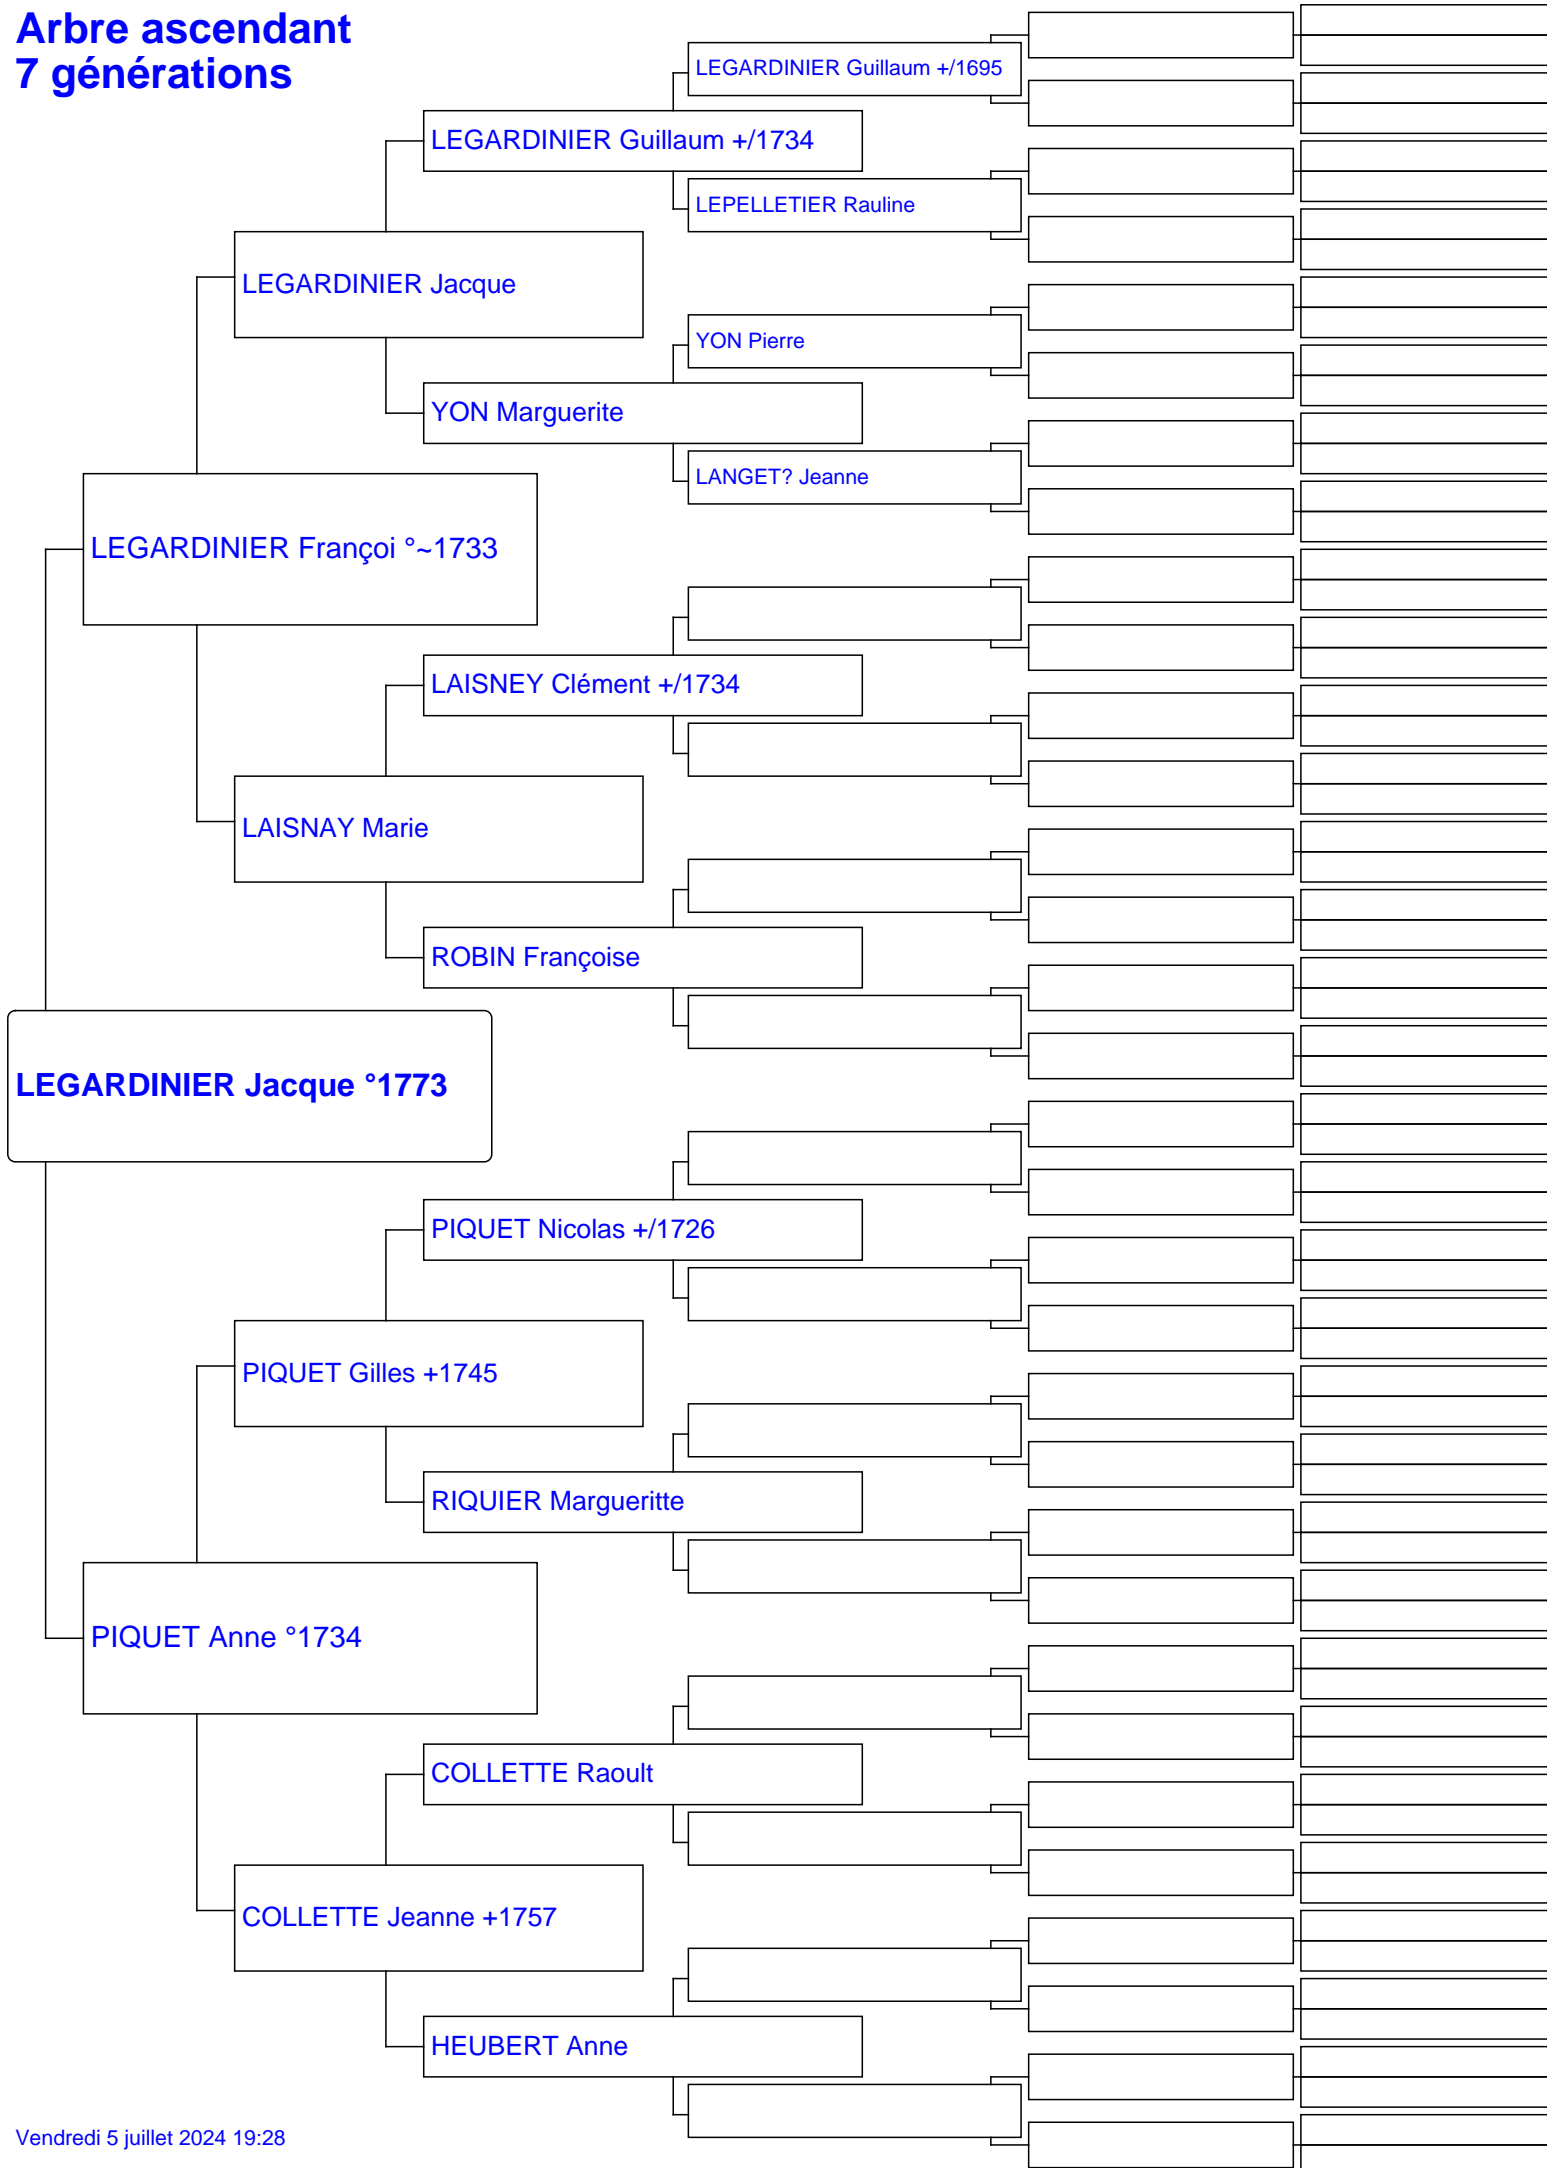 Arbre ascendant
7 générations
LEGARDINIER Guillaum +/1695
LEGARDINIER Guillaum +/1734
LEPELLETIER Rauline
LEGARDINIER Jacque
YON Pierre
YON Marguerite
LANGET? Jeanne
LEGARDINIER Françoi °~1733
LAISNEY Clément +/1734
LAISNAY Marie
ROBIN Françoise
LEGARDINIER Jacque °1773
PIQUET Nicolas +/1726
PIQUET Gilles +1745
RIQUIER Margueritte
PIQUET Anne °1734
COLLETTE Raoult
COLLETTE Jeanne +1757
HEUBERT Anne
Vendredi 5 juillet 2024 19:28